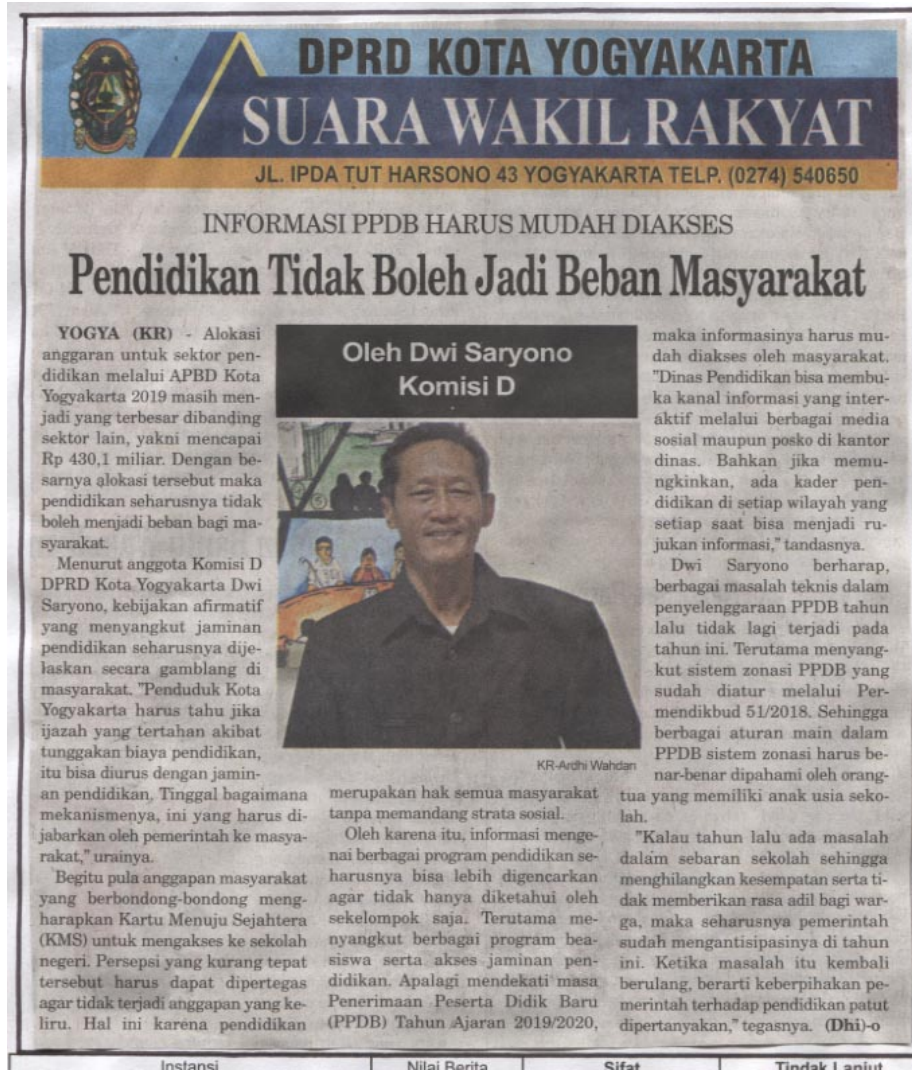 DPRD KOTA YOGYAKARTA
SUARA WAKIL RAKYAT
JL. IPDA TUT HARSONO 43 YOGYAKARTA TELP. (0274) 540650
INFORMASI PPDB HARUS MUDAH DIAKSES
Pendidikan Tidak Boleh Jadi Beban Masyarakat
YOGYA (KR) - Alokasi
anggaran untuk sektor pen-
didikan melalui APBD Kota
Yogyakarta 2019 masih men-
jadi yang terbesar dibanding
sektor lain, yakni mencapai
Rp 430,1 miliar. Dengan be-
sarnya alokasi tersebut maka
pendidikan seharusnya tidak
boleh menjadi beban bagi ma-
syarakat.
Menurut anggota Komisi D
DPRD Kota Yogyakarta Dwi
Saryono, kebijakan afirmatif
yang menyangkut jaminan
pendidikan seharusnya dije-
laskan secara gamblang di
masyarakat. "Penduduk Kota
Yogyakarta harus tahu jika
ijazah yang tertahan akibat
tunggakan biaya pendidikan,
itu bisa diurus dengan jamin-
an pendidikan. Tinggal bagaimana
mekanismenya, ini yang harus di-
jabarkan oleh pemerintah ke masya-
rakat," urainya.
Begitu pula anggapan masyarakat
yang berbondong-bondong meng-
harapkan Kartu Menuju Sejahtera
(KMS) untuk mengakses ke sekolah
negeri. Persepsi yang kurang tepat
tersebut harus dapat dipertegas
agar tidak terjadi anggapan yang ke-
liru. Hal ini karena pendidikan
Oleh Dwi Saryono
Komisi D
KR-Ardhi Wahdan
merupakan hak semua masyarakat
tanpa memandang strata sosial.
Oleh karena itu, informasi menge-
nai berbagai program pendidikan se-
harusnya bisa lebih digencarkan
agar tidak hanya diketahui oleh
sekelompok saja. Terutama me-
nyangkut berbagai program bea-
siswa serta akses jaminan pen-
didikan. Apalagi mendekati masa
Penerimaan Peserta Didik Baru
(PPDB) Tahun Ajaran 2019/2020,
maka informasinya harus mu-
dah diakses oleh masyarakat.
"Dinas Pendidikan bisa membu-
ka kanal informasi yang inter-
aktif melalui berbagai media
sosial maupun posko di kantor
dinas. Bahkan jika memu-
ngkinkan, ada kader pen-
didikan di setiap wilayah yang
setiap saat bisa menjadi ru-
jukan informasi," tandasnya.
Dwi Saryono berharap,
berbagai masalah teknis dalam
penyelenggaraan PPDB tahun
lalu tidak lagi terjadi pada
tahun ini. Terutama menyang-
kut sistem zonasi PPDB yang
sudah diatur melalui Per-
mendikbud 51/2018. Sehingga
berbagai aturan main dalam
PPDB sistem zonasi harus be-
nar-benar dipahami oleh orang-
tua yang memiliki anak usia seko-
lah.
"Kalau tahun lalu ada masalah
dalam sebaran sekolah sehingga
menghilangkan kesempatan serta ti-
dak memberikan rasa adil bagi war-
ga, maka seharusnya pemerintah
sudah mengantisipasinya di tahun
ini. Ketika masalah itu kembali
berulang, berarti keberpihakan pe-
merintah terhadap pendidikan patut
dipertanyakan," tegasnya. (Dhi)-o
Instansi
Nilai Berita
Sifat
Tindak Lanjut